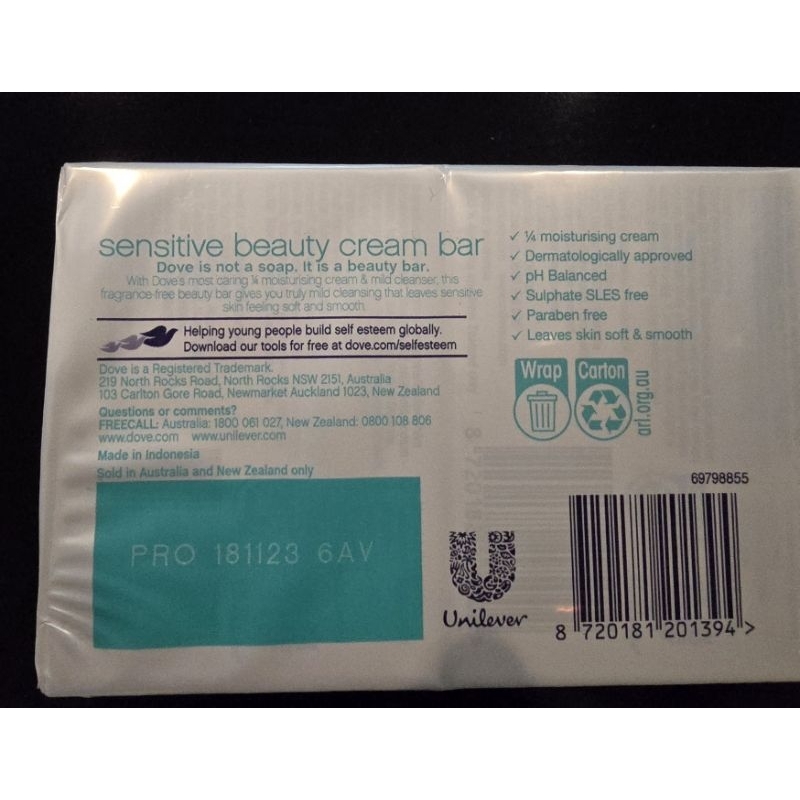 sensitive beauty cream bar
Dove is not a soap. It is a beauty bar.
With Dove's most caring ¼ moisturising cream & mild cleanser, this
fragrance-free beauty bar gives you truly mild cleansing that leaves sensitive
skin feeling soft and smooth.
Helping young people build self esteem globally.
Download our tools for free at dove.com/selfesteem
Dove is a Registered Trademark.
219 North Rocks Road, North Rocks NSW 2151, Australia
103 Carlton Gore Road, Newmarket Auckland 1023, New Zealand
Questions or comments?
FREECALL: Australia: 1800 061 027, New Zealand: 0800 108 806
www.dove.com www.unilever.com
Made in Indonesia
Sold in Australia and New Zealand only
PRO 181123 6AV
✓ ¼ moisturising cream
✓ Dermatologically approved
✓ pH Balanced
✓ Sulphate SLES free
✓ Paraben free
✓ Leaves skin soft & smooth
Wrap Carton
arl.org.au
69798855
Unilever
8 720181 201394 >